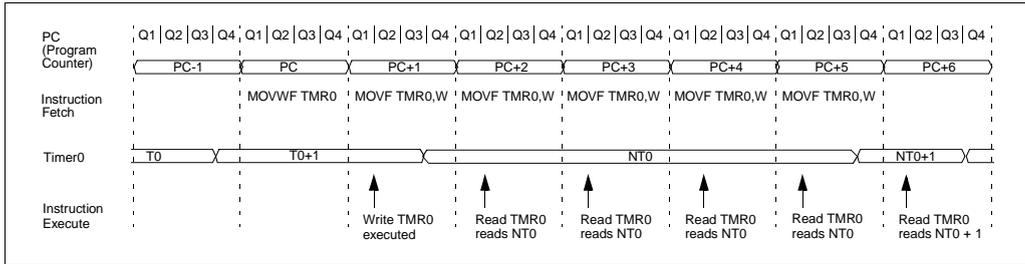 PC
(Program
Counter)
Q1 Q2 Q3 Q4 Q1 Q2 Q3 Q4 Q1 Q2 Q3 Q4 Q1 Q2 Q3 Q4 Q1 Q2 Q3 Q4 Q1 Q2 Q3 Q4 Q1 Q2 Q3 Q4 Q1 Q2 Q3 Q4
PC-1 PC PC+1 PC+2 PC+3 PC+4 PC+5 PC+6
Instruction
Fetch
MOVWF TMR0 MOVF TMR0,W MOVF TMR0,W MOVF TMR0,W MOVF TMR0,W MOVF TMR0,W
Timer0
T0 T0+1 NT0 NT0+1
Instruction
Execute
Write TMR0
executed
Read TMR0
reads NT0
Read TMR0
reads NT0
Read TMR0
reads NT0
Read TMR0
reads NT0
Read TMR0
reads NT0 + 1